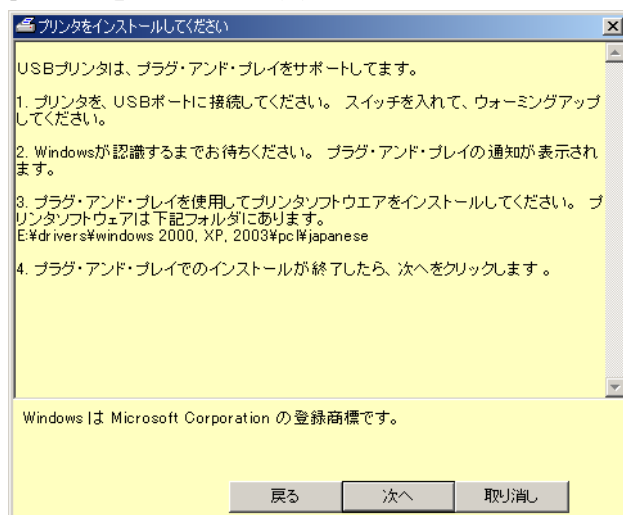 プリンタをインストールしてください
USBプリンタは、プラグ・アンド・プレイをサポートしてます。
1. プリンタを、USBポートに接続してください。 スイッチを入れて、ウォーミングアップ
してください。
2. Windowsが認識するまでお待ちください。 プラグ・アンド・プレイの通知が表示され
ます。
3. プラグ・アンド・プレイを使用してプリンタソフトウエアをインストールしてください。 プ
リンタソフトウェアは下記フォルダにあります。
E:¥drivers¥windows 2000, XP, 2003¥pcl¥japanese
4. プラグ・アンド・プレイでのインストールが終了したら、次へをクリックします。
Windows は Microsoft Corporation の登録商標です。
戻る 次へ 取り消し